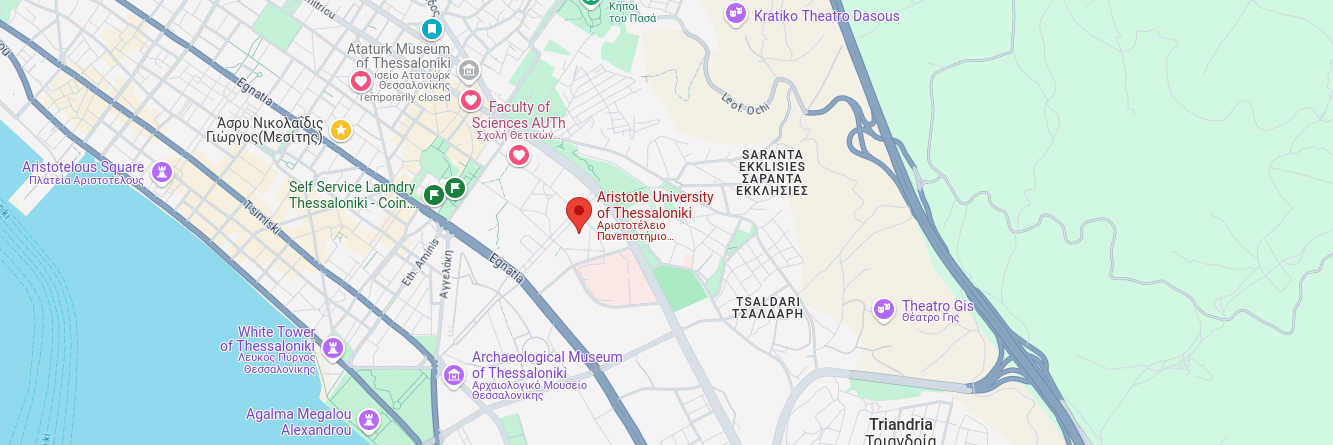 Κήποι
του Πασά
Kratiko Theatro Dasous
Ataturk Museum
of Thessaloniki
Μουσείο Ατατούρκ
Θεσσαλονίκης
Temporarily closed
Egnatia
Leof. Ochi
Faculty of
Sciences AUTh
Σχολή Θετικών...
Άσρυ Νικολαΐδης
Γιώργος(Μεσίτης)
Aristotelous Square
Πλατεία Αριστοτέλους
SARANTA
EKKLISIES
ΣΑΡΑΝΤΑ
ΕΚΚΛΗΣΙΕΣ
Self Service Laundry
Thessaloniki - Coin...
Aristotle University
of Thessaloniki
Αριστοτέλειο
Πανεπιστήμιο...
Tsimiski
Eth. Aminis
Αγγελάκη
Egnatia
TSALDARI
ΤΣΑΛΔΑΡΗ
Theatro Gis
Θέατρο Γης
White Tower
of Thessaloniki
Λευκός Πύργος
Θεσσαλονίκης
Archaeological Museum
of Thessaloniki
Αρχαιολογικό Μουσείο
Θεσσαλονίκης
Agalma Megalou
Alexandrou
Triandria
Τριανδρία